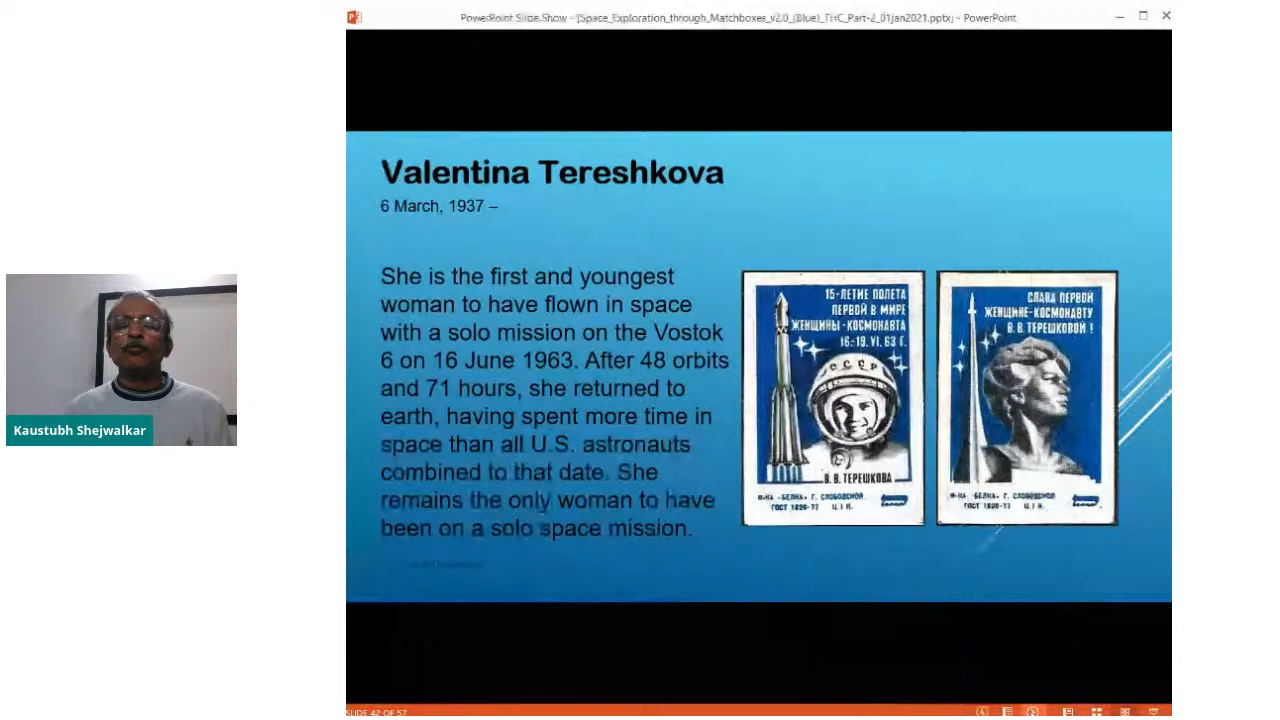 PowerPoint Slide Show - [Space_Exploration_through_Matchboxes_v2.0_(Blue)_THC_Part-2_01Jan2021.pptx] - PowerPoint
Valentina Tereshkova
6 March, 1937 –
She is the first and youngest
woman to have flown in space
with a solo mission on the Vostok
6 on 16 June 1963. After 48 orbits
and 71 hours, she returned to
earth, having spent more time in
space than all U.S. astronauts
combined to that date. She
remains the only woman to have
been on a solo space mission.
15-ЛЕТИЕ ПОЛЕТА
ПЕРВОЙ В МИРЕ
ЖЕНЩИНЫ-КОСМОНАВТА
16-19. VI. 63 Г.
СССР
В. В. ТЕРЕШКОВА
Ф-КА «БЕЛКА» Г. СЛОБОДСКОЙ
ГОСТ 1820-77 Ц. 1 К.
СЛАВА ПЕРВОЙ
ЖЕНЩИНЕ-КОСМОНАВТУ
В. В. ТЕРЕШКОВОЙ !
Ф-КА «БЕЛКА» Г. СЛОБОДСКОЙ
ГОСТ 1820-77 Ц. 1 К.
Kaustubh Shejwalkar
SLIDE 42 OF 57